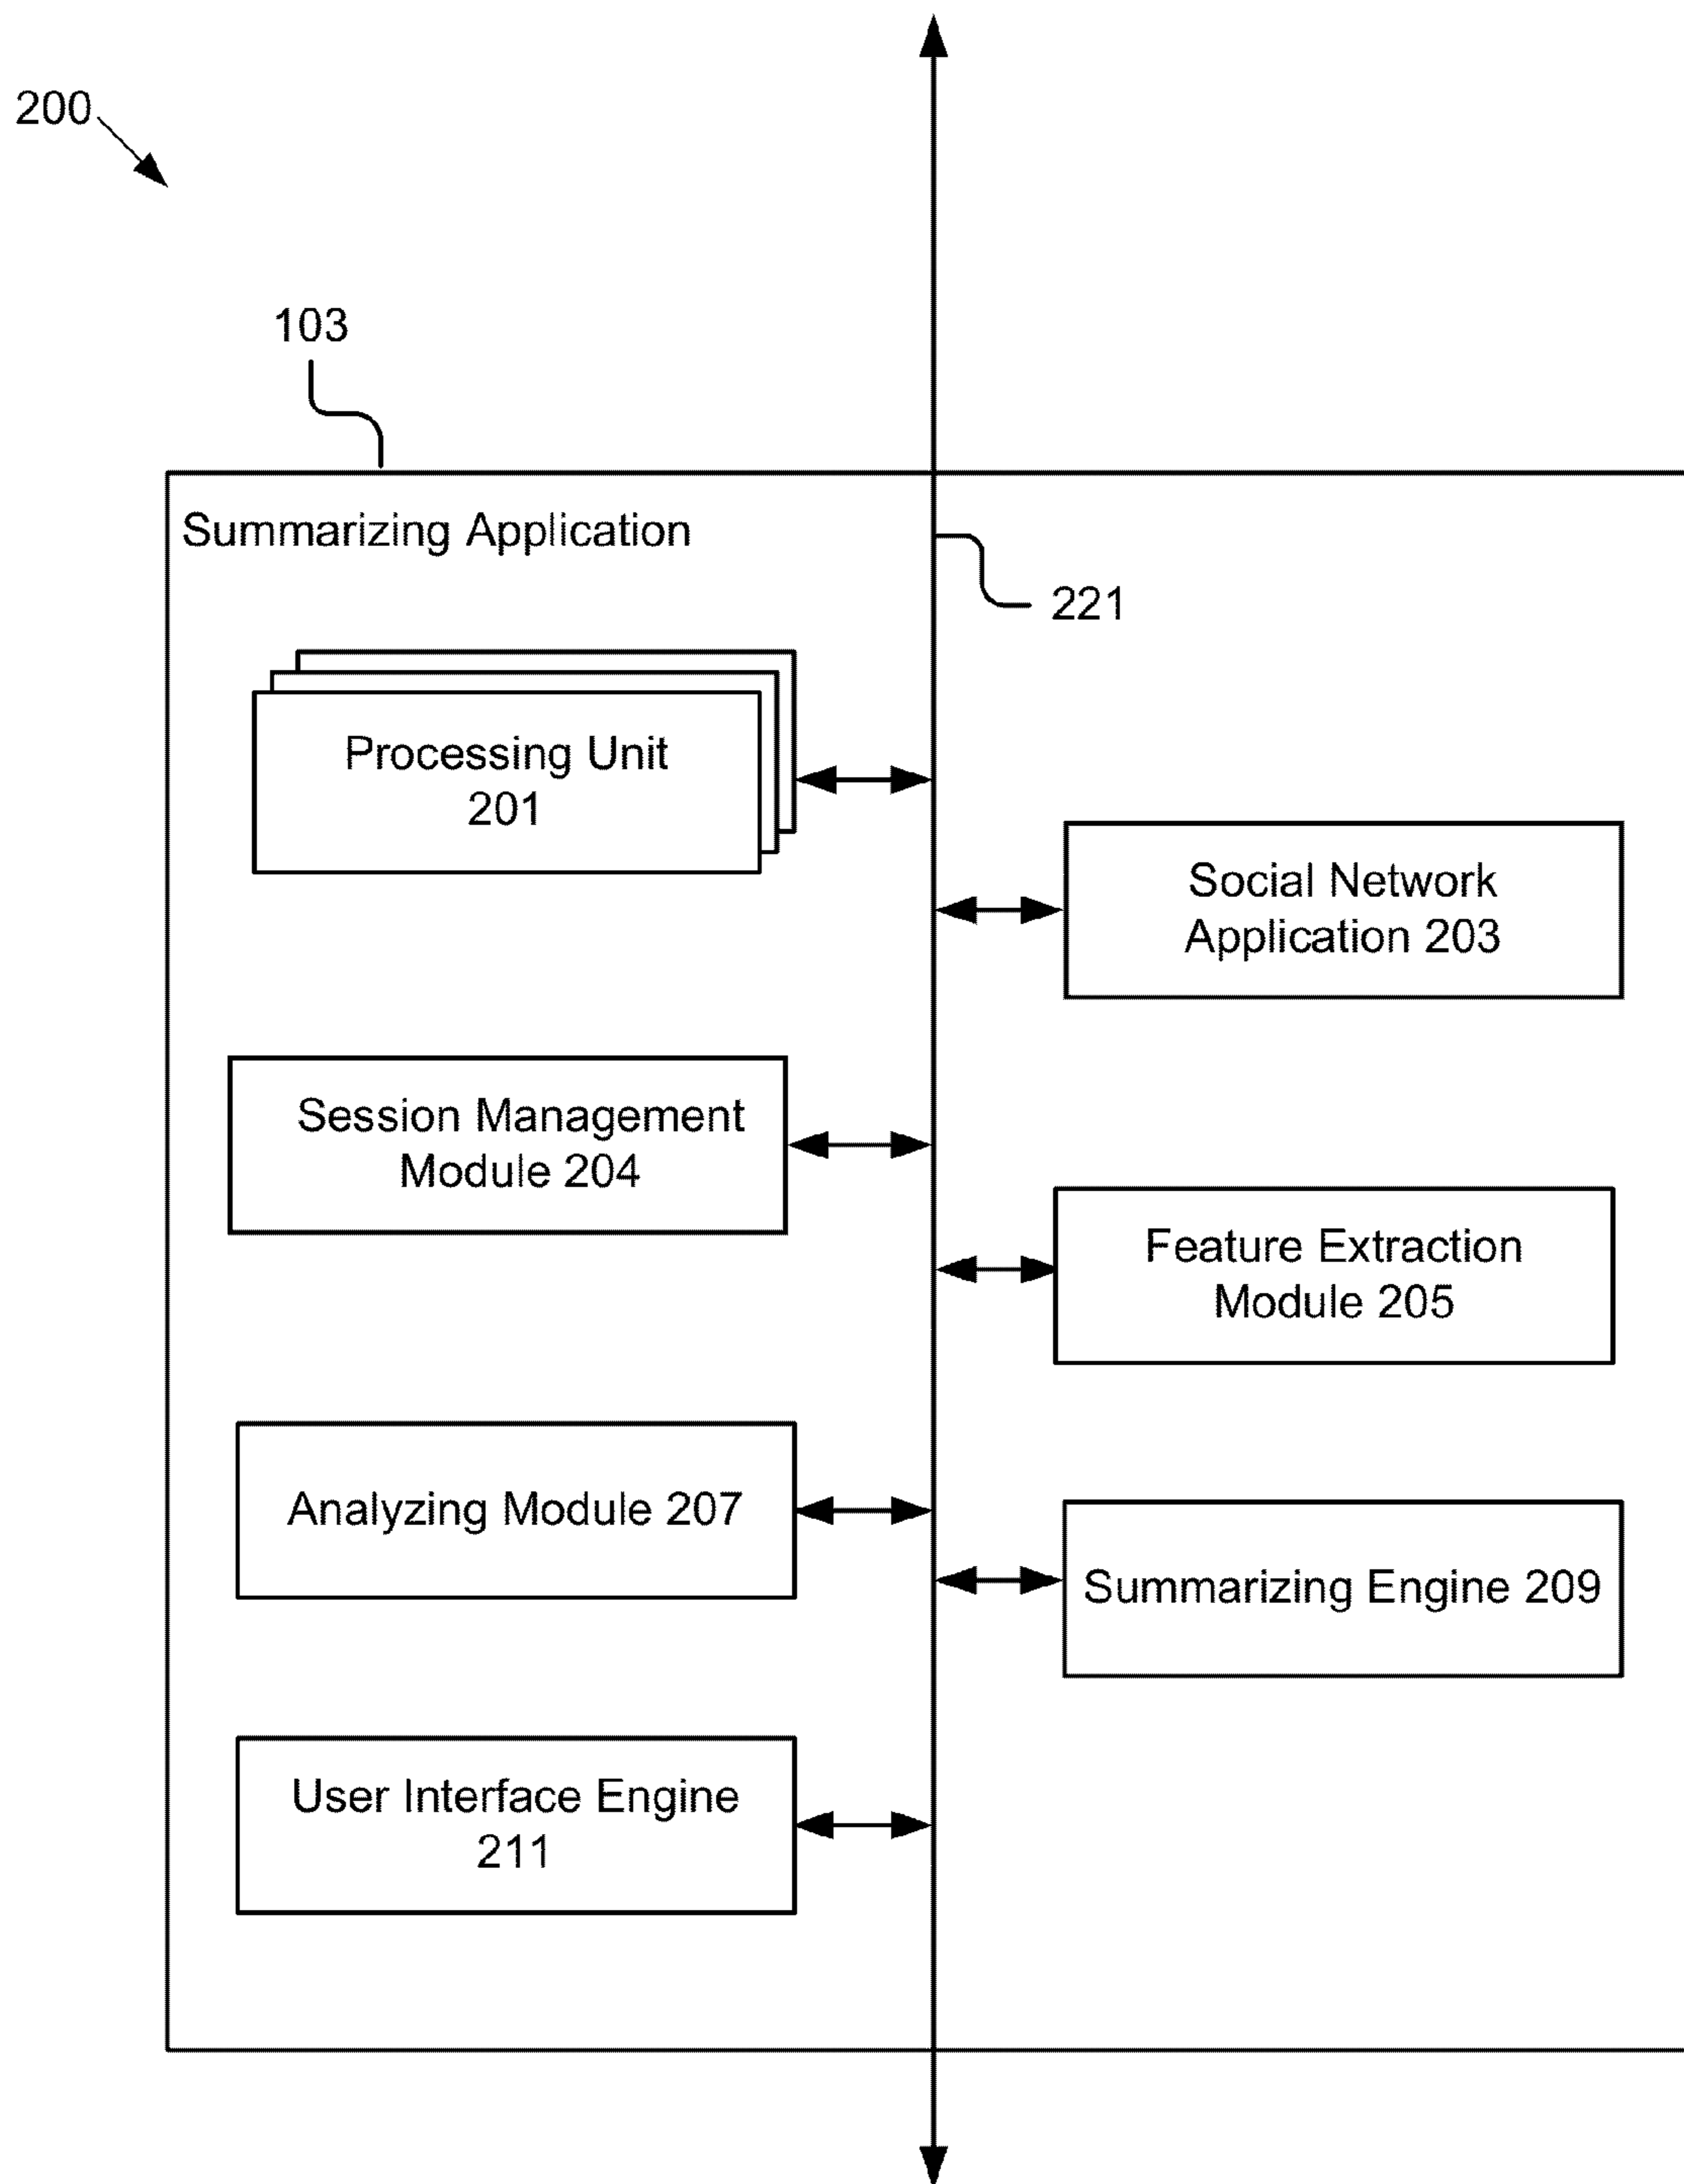 200
103
Summarizing Application
221
Processing Unit
201
Social Network
Application 203
Session Management
Module 204
Feature Extraction
Module 205
Analyzing Module 207
Summarizing Engine 209
User Interface Engine
211